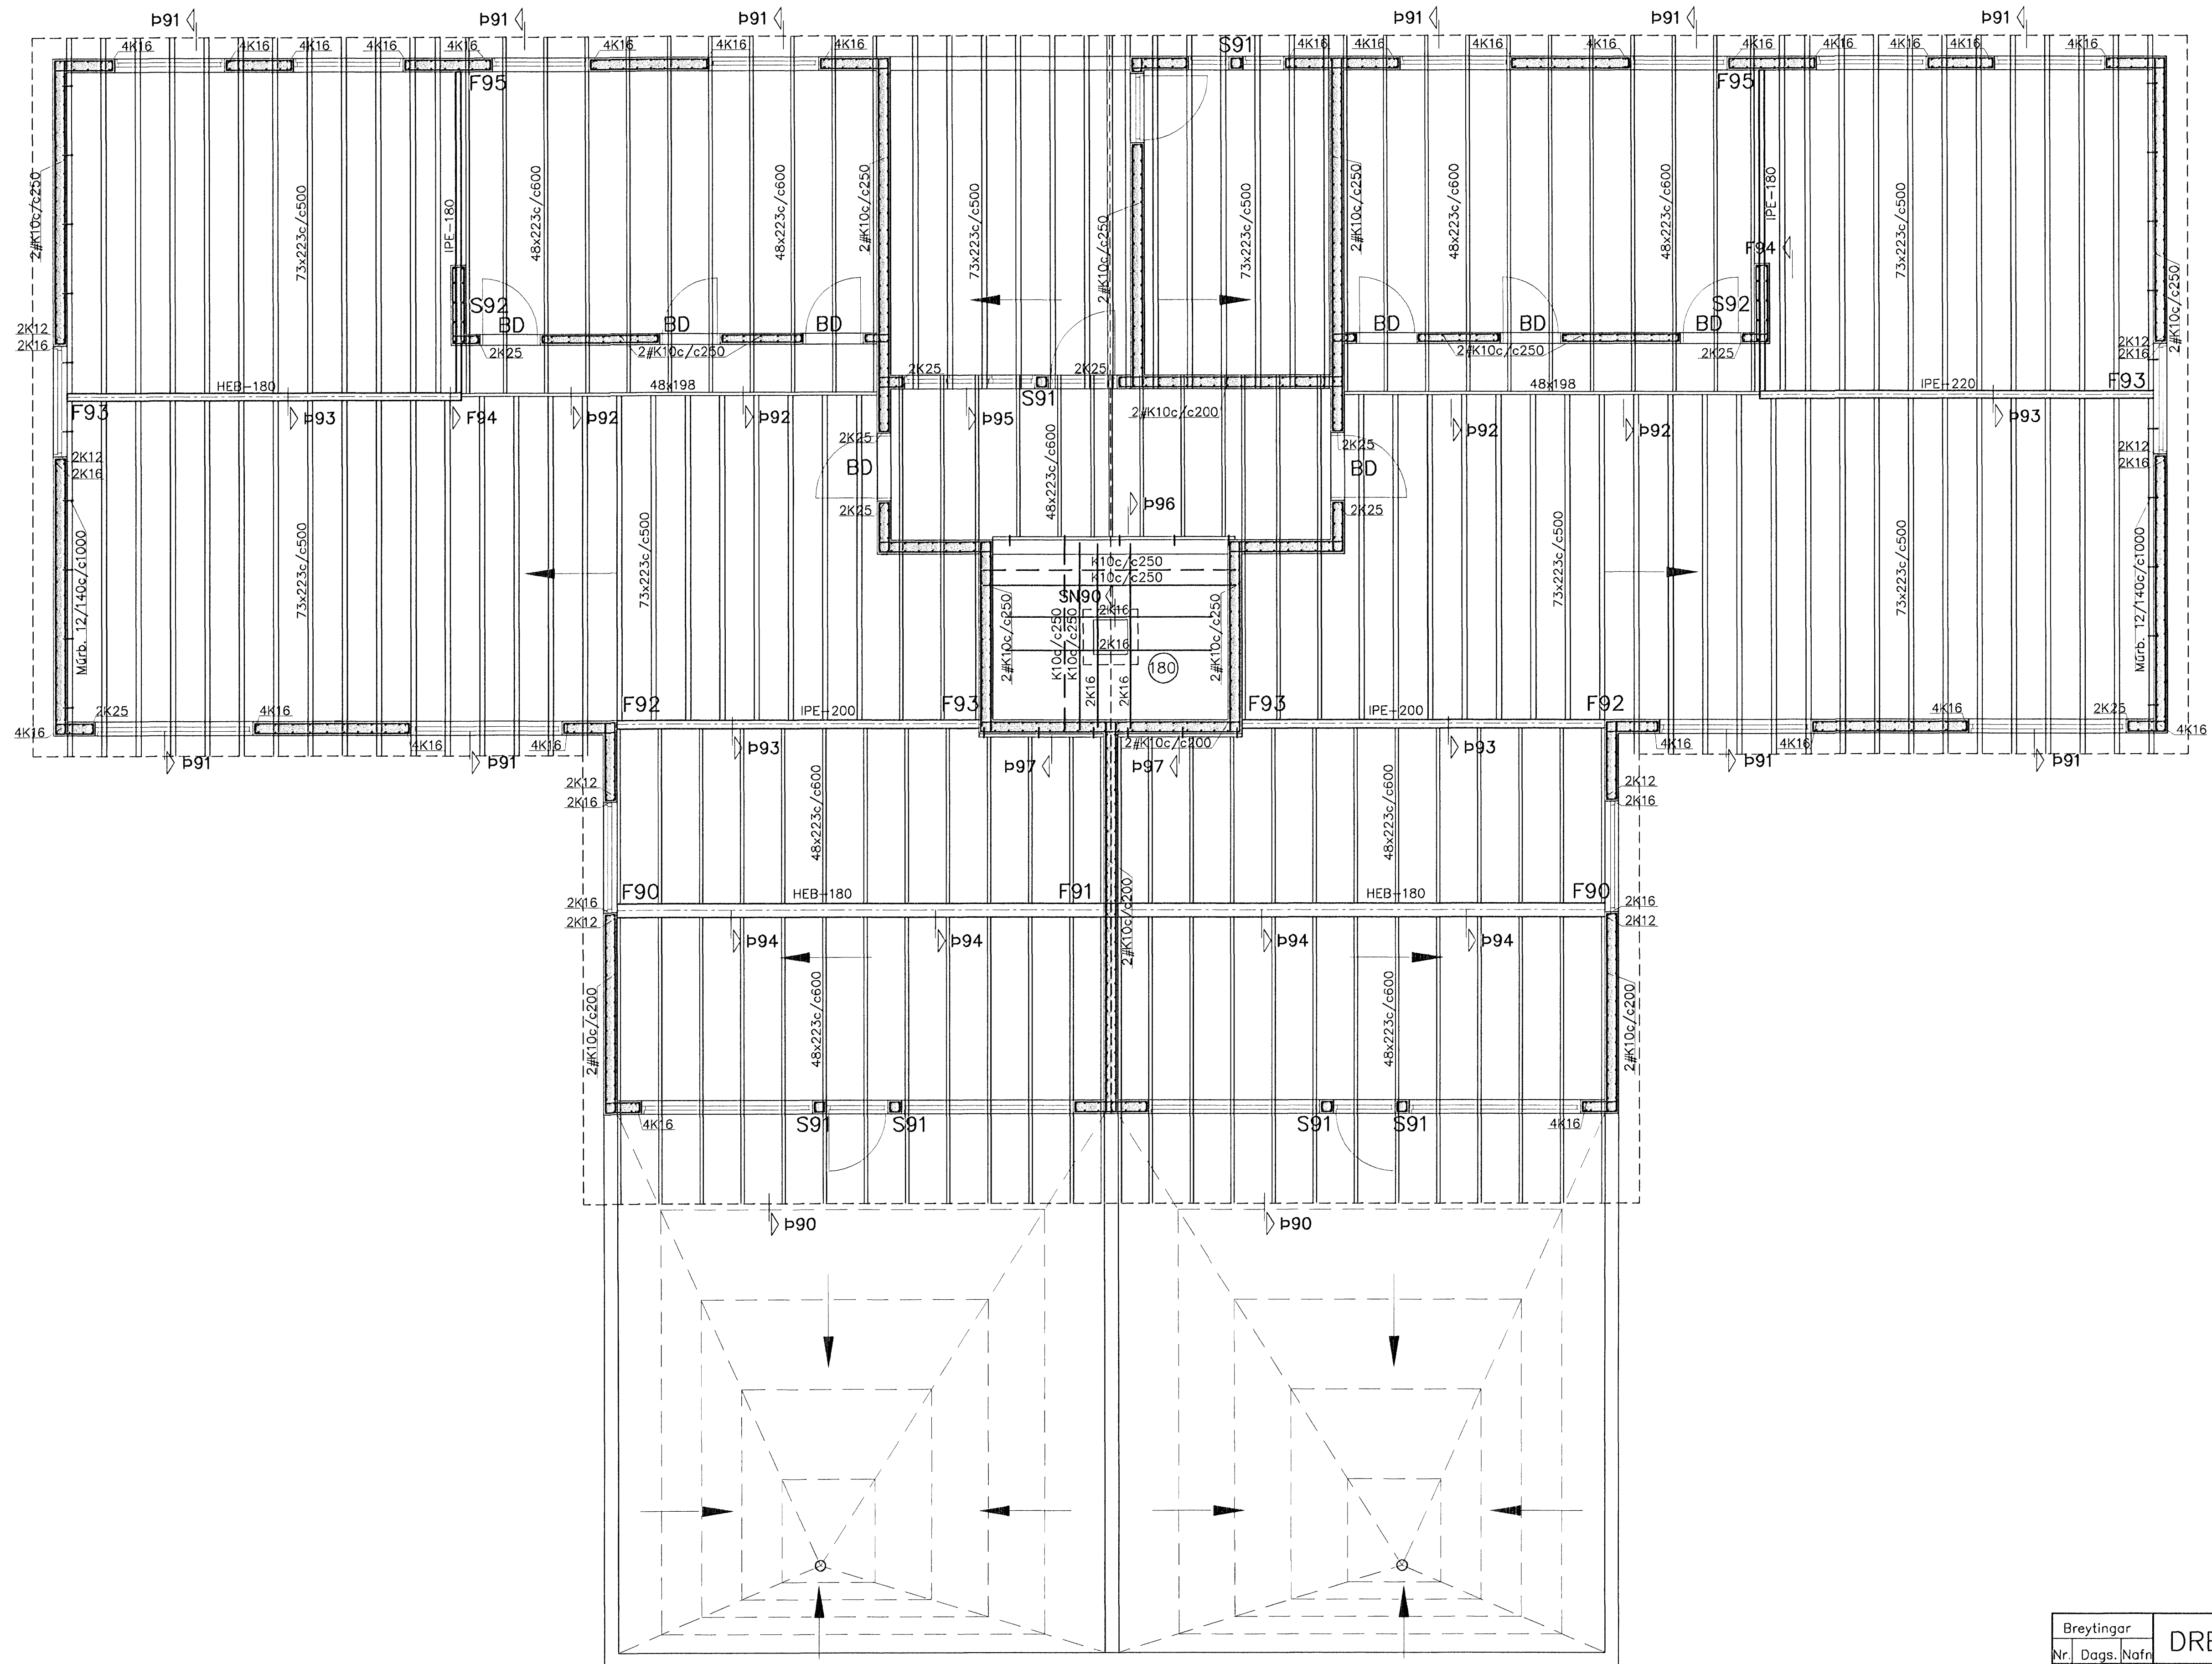 Þ91 Þ91 Þ91 Þ91 Þ91 Þ91
S91
4K16 4K16 4K16 4K16 4K16 4K16 4K16 4K16 4K16 4K16 4K16 4K16 4K16 4K16 4K16
F95 F95
2#K10c/c250
73x223c/c500
IPE-180
48x223c/c600
48x223c/c600
2#K10c/c250
73x223c/c500
2#K10c/c250
73x223c/c500
2#K10c/c250
48x223c/c600
48x223c/c600
IPE-180
F94
73x223c/c500
2#K10c/c250
S92 BD BD BD BD BD BD S92
2K12
2K16
2K25 2#K10c/c250
2#K10c/c250 2K25
2K12
2K16
HEB-180 48x198 2K25 2K25 48x198 IPE-220 F93
F93 Þ93 F94 Þ92 Þ92 Þ95 S91 2#K10c/c200 Þ92 Þ92 Þ93
2K12
2K16
2K25 2K25
2K12
2K16
BD BD
48x223c/c600
2K25 2K25
Þ96
Múrb. 12/140c/c1000
73x223c/c500
73x223c/c500
K10c/c250
K10c/c250
SN90
2K16
2K16
2#K10c/c250
K10c/c250
K10c/c250
2K16
2K16
180
2#K10c/c250
73x223c/c500
73x223c/c500
Múrb. 12/140c/c1000
F92 IPE-200 F93 F93 IPE-200 F92
4K16 2K25 4K16 4K16 4K16 2#K10c/c200 4K16 4K16 4K16 2K25 4K16
Þ91 Þ91 Þ93 Þ97 Þ97 Þ93 Þ91 Þ91
2K12
2K16
2K12
2K16
48x223c/c600
48x223c/c600
2K16
2K12
F90 HEB-180 F91 HEB-180 F90
2K16
2K12
2#K10c/c200
Þ94 Þ94 Þ94 Þ94
2#K10c/c200
48x223c/c600
48x223c/c600
2#K10c/c200
4K16 S91 S91 S91 S91 4K16
Þ90 Þ90
Breytingar
Nr. Dags. Nafn